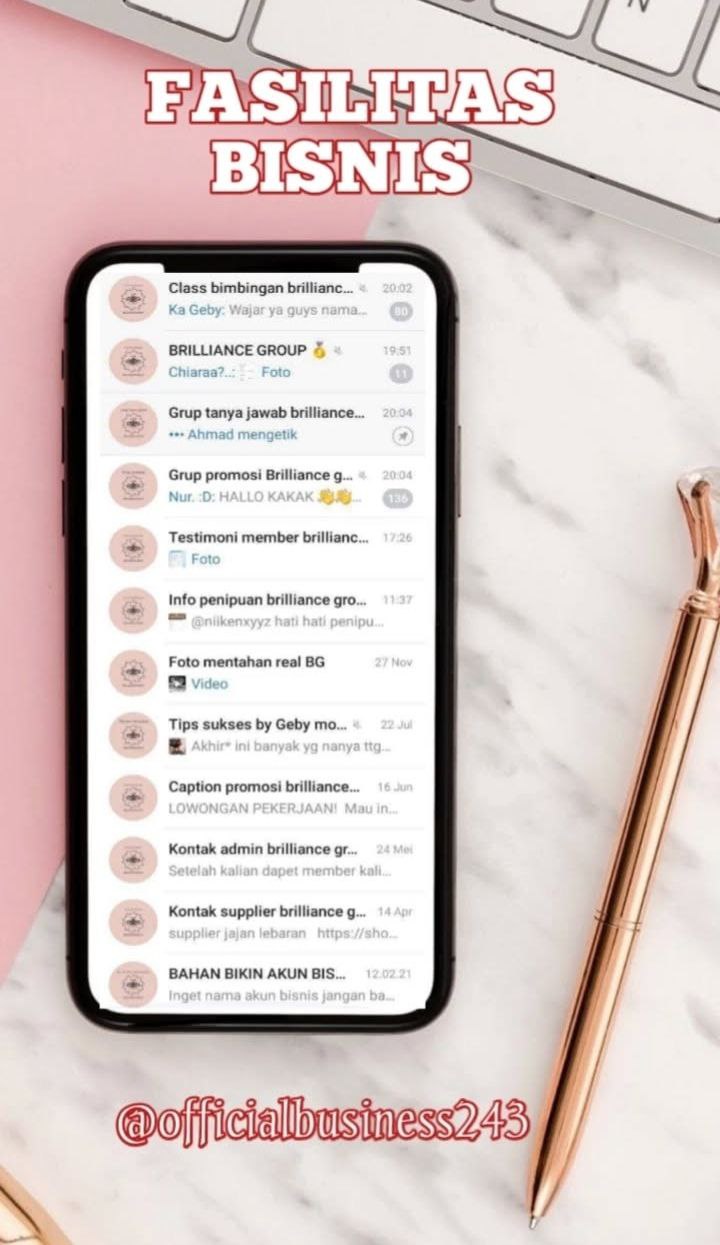 N
FASILITAS
BISNIS
Class bimbingan brillianc... 20:02
Ka Geby: Wajar ya guys nama... 80
BRILLIANCE GROUP 🥇 19:51
Chiaraa?..: Foto 11
Grup tanya jawab brilliance... 20:04
••• Ahmad mengetik
Grup promosi Brilliance g... 20:04
Nur. :D: HALLO KAKAK 👋👋... 136
Testimoni member brillianc... 17:26
Foto
Info penipuan brilliance gro... 11:37
@niikenxyyz hati hati penipu...
Foto mentahan real BG 27 Nov
Video
Tips sukses by Geby mo... 22 Jul
Akhir* ini banyak yg nanya ttg...
Caption promosi brilliance... 16 Jun
LOWONGAN PEKERJAAN! Mau in...
Kontak admin brilliance gr... 24 Mei
Setelah kalian dapet member kali...
Kontak supplier brilliance g... 14 Apr
supplier jajan lebaran https://sho...
BAHAN BIKIN AKUN BIS... 12.02.21
Inget nama akun bisnis jangan ba...
@officialbusiness243